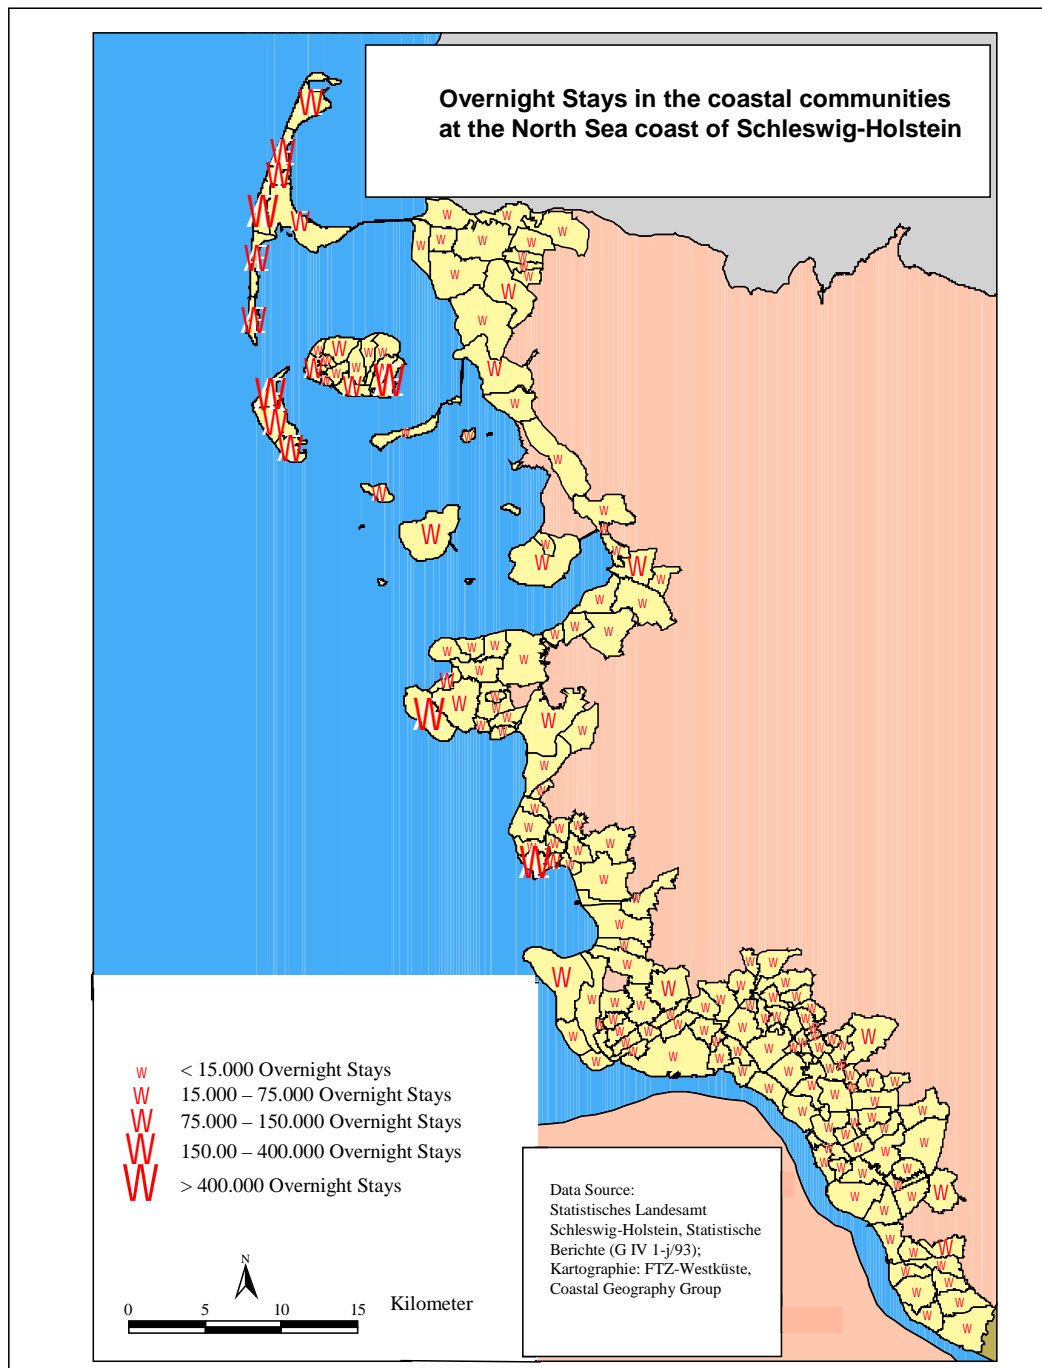 Overnight Stays in the coastal communities
at the North Sea coast of Schleswig-Holstein
W < 15.000 Overnight Stays
W 15.000 – 75.000 Overnight Stays
W 75.000 – 150.000 Overnight Stays
W 150.00 – 400.000 Overnight Stays
W > 400.000 Overnight Stays
N
0 5 10 15 Kilometer
Data Source:
Statistisches Landesamt
Schleswig-Holstein, Statistische
Berichte (G IV 1-j/93);
Kartographie: FTZ-Westküste,
Coastal Geography Group